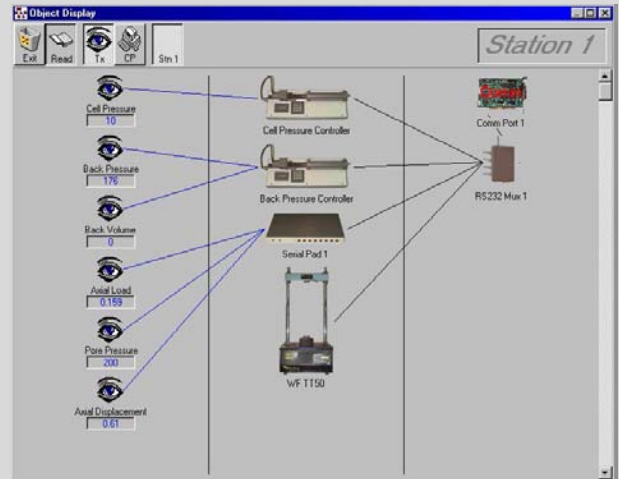 Object Display
Exit Read Tx CP Stn 1
Station 1
Cell Pressure
10
Back Pressure
176
Back Volume
0
Axial Load
0.159
Pore Pressure
200
Axial Displacement
0.61
Cell Pressure Controller
Back Pressure Controller
Serial Pad 1
WF TT50
Comm
Comm Port 1
RS232 Mux 1